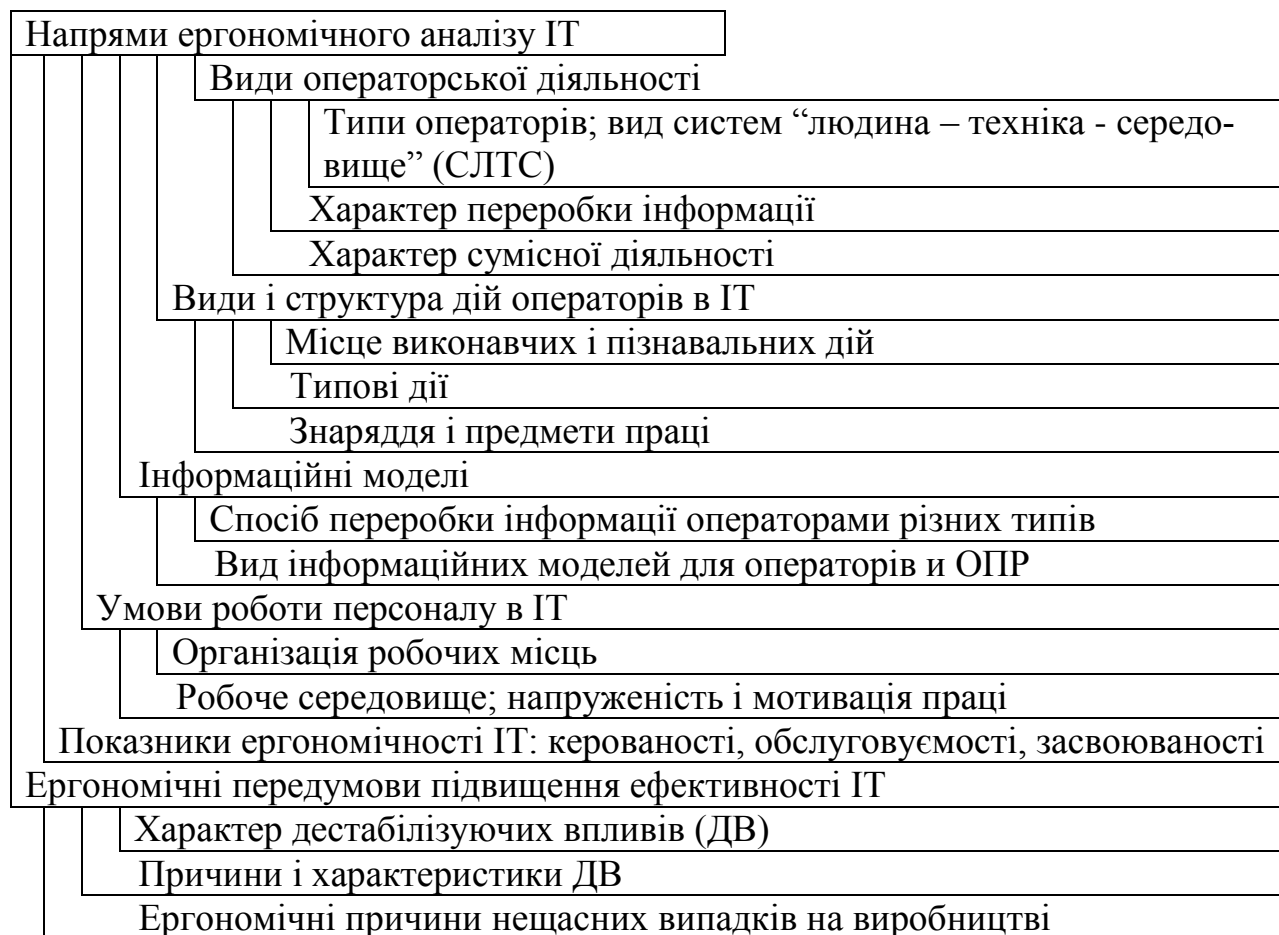 Напрями ергономічного аналізу ІТ
Види операторської діяльності
Типи операторів; вид систем “людина – техніка - середо-
вище” (СЛТС)
Характер переробки інформації
Характер сумісної діяльності
Види і структура дій операторів в ІТ
Місце виконавчих і пізнавальних дій
Типові дії
Знаряддя і предмети праці
Інформаційні моделі
Спосіб переробки інформації операторами різних типів
Вид інформаційних моделей для операторів и ОПР
Умови роботи персоналу в ІТ
Організація робочих місць
Робоче середовище; напруженість і мотивація праці
Показники ергономічності ІТ: керованості, обслуговуємості, засвоюваності
Ергономічні передумови підвищення ефективності ІТ
Характер дестабілізуючих впливів (ДВ)
Причини і характеристики ДВ
Ергономічні причини нещасних випадків на виробництві